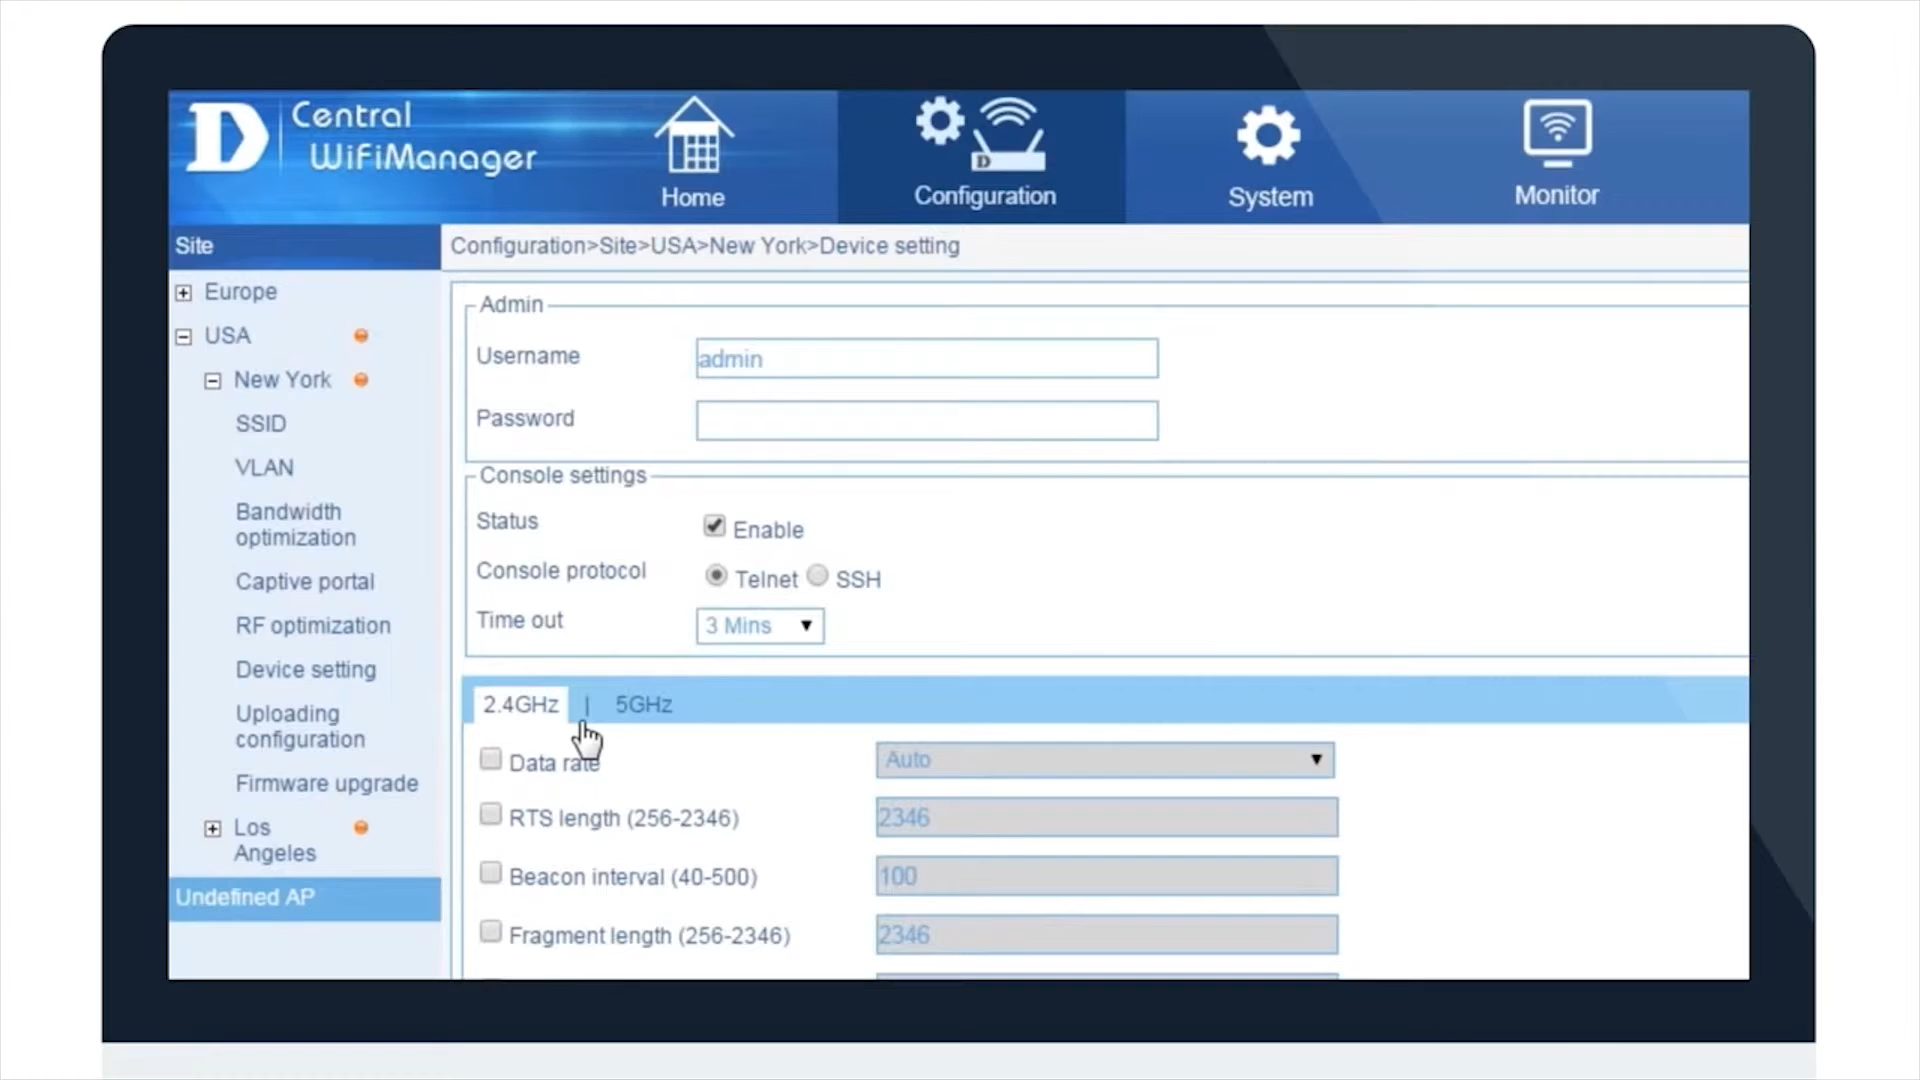 D Central
WiFiManager
Home
Configuration
System
Monitor
Site
Configuration>Site>USA>New York>Device setting
Europe
USA
New York
SSID
VLAN
Bandwidth
optimization
Captive portal
RF optimization
Device setting
Uploading
configuration
Firmware upgrade
Los
Angeles
Undefined AP
Admin
Username
admin
Password
Console settings
Status
Enable
Console protocol
Telnet SSH
Time out
3 Mins
2.4GHz | 5GHz
Data rate
Auto
RTS length (256-2346)
2346
Beacon interval (40-500)
100
Fragment length (256-2346)
2346